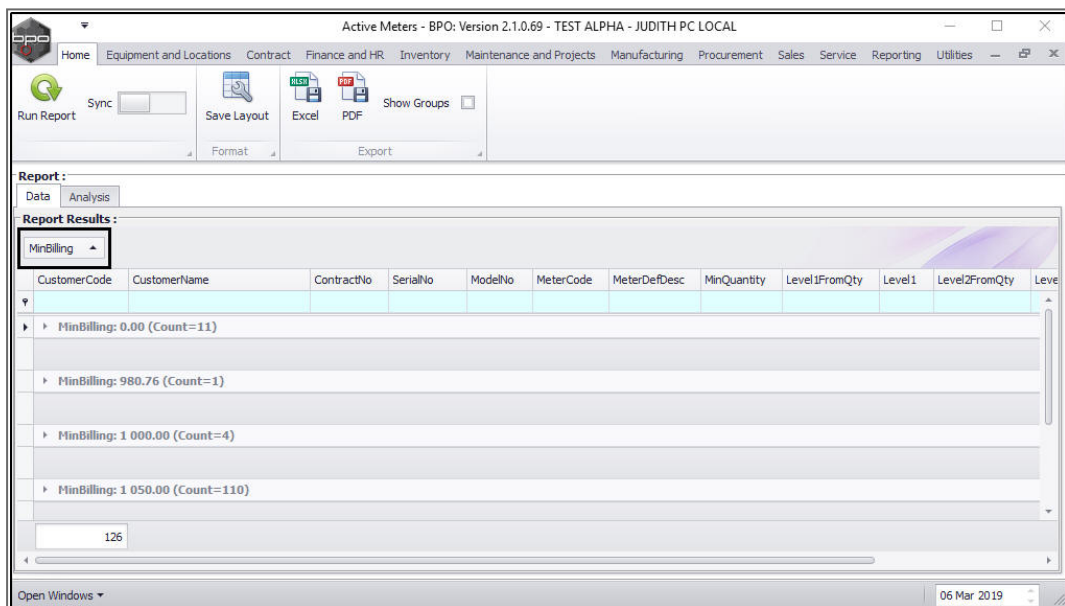 Active Meters - BPO: Version 2.1.0.69 - TEST ALPHA - JUDITH PC LOCAL
bpo
Home Equipment and Locations Contract Finance and HR Inventory Maintenance and Projects Manufacturing Procurement Sales Service Reporting Utilities
XLSX PDF
Sync Show Groups
Run Report Save Layout Excel PDF
Format Export
Report :
Data Analysis
Report Results :
MinBilling
CustomerCode CustomerName ContractNo SerialNo ModelNo MeterCode MeterDefDesc MinQuantity Level1FromQty Level1 Level2FromQty Leve
MinBilling: 0.00 (Count=11)
MinBilling: 980.76 (Count=1)
MinBilling: 1 000.00 (Count=4)
MinBilling: 1 050.00 (Count=110)
126
Open Windows 06 Mar 2019